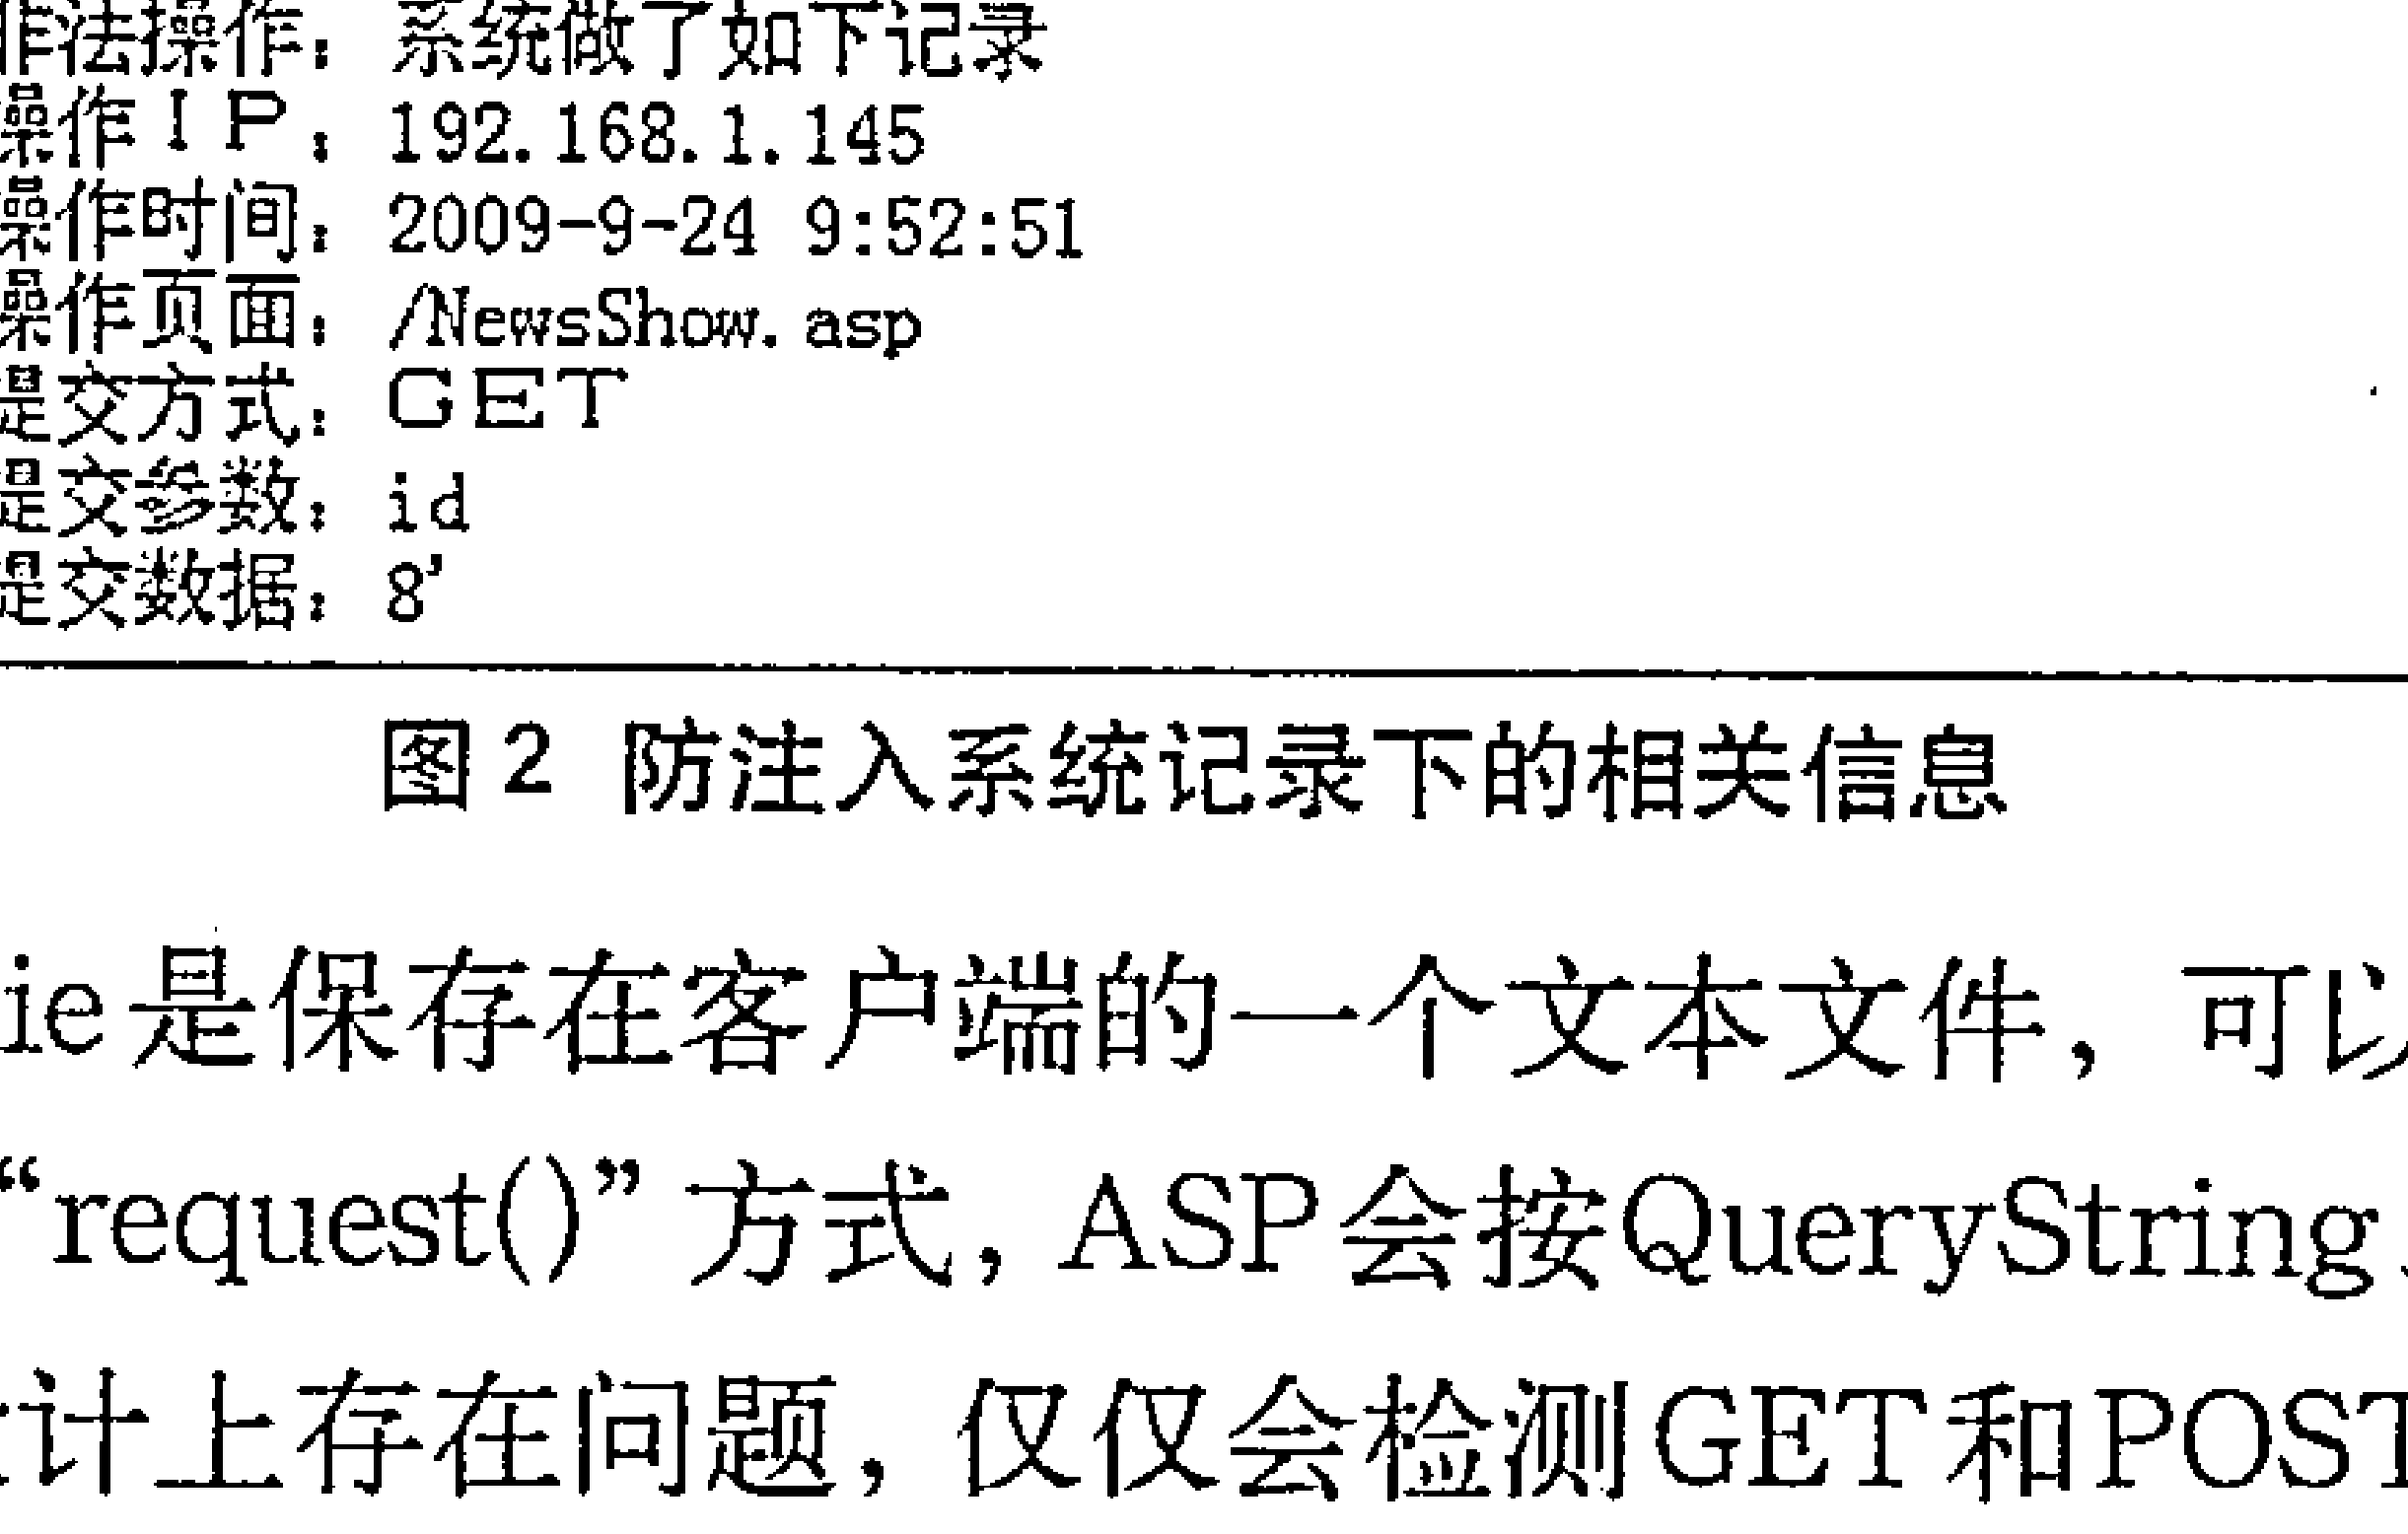 非法操作：系统做了如下记录
操作ＩＰ：192.168.1.145
操作时间：2009-9-24 9:52:51
操作页面：/NewsShow.asp
提交方式：ＧＥＴ
提交参数：id
提交数据：8'
图 2 防注入系统记录下的相关信息
ie是保存在客户端的一个文本文件，可以
“request()”方式，ASP会按QueryString、
计上存在问题，仅仅会检测GET和POST